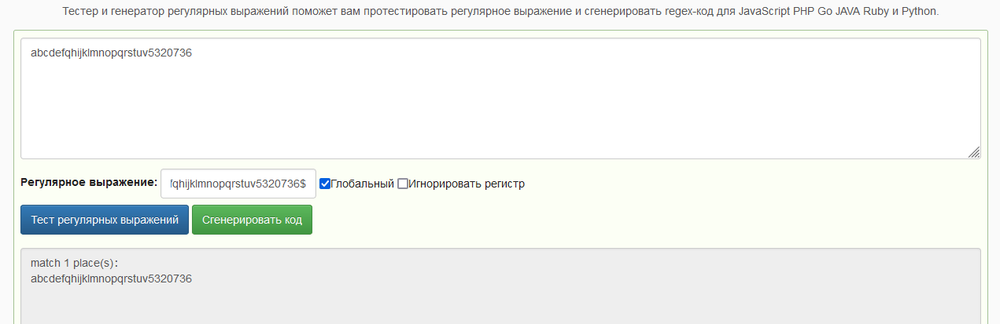 Тестер и генератор регулярных выражений поможет вам протестировать регулярное выражение и сгенерировать regex-код для JavaScript PHP Go JAVA Ruby и Python.
abcdefqhijklmnopqrstuv5320736
Регулярное выражение: fqhijklmnopqrstuv5320736$ Глобальный Игнорировать регистр
Тест регулярных выражений Сгенерировать код
match 1 place(s):
abcdefqhijklmnopqrstuv5320736